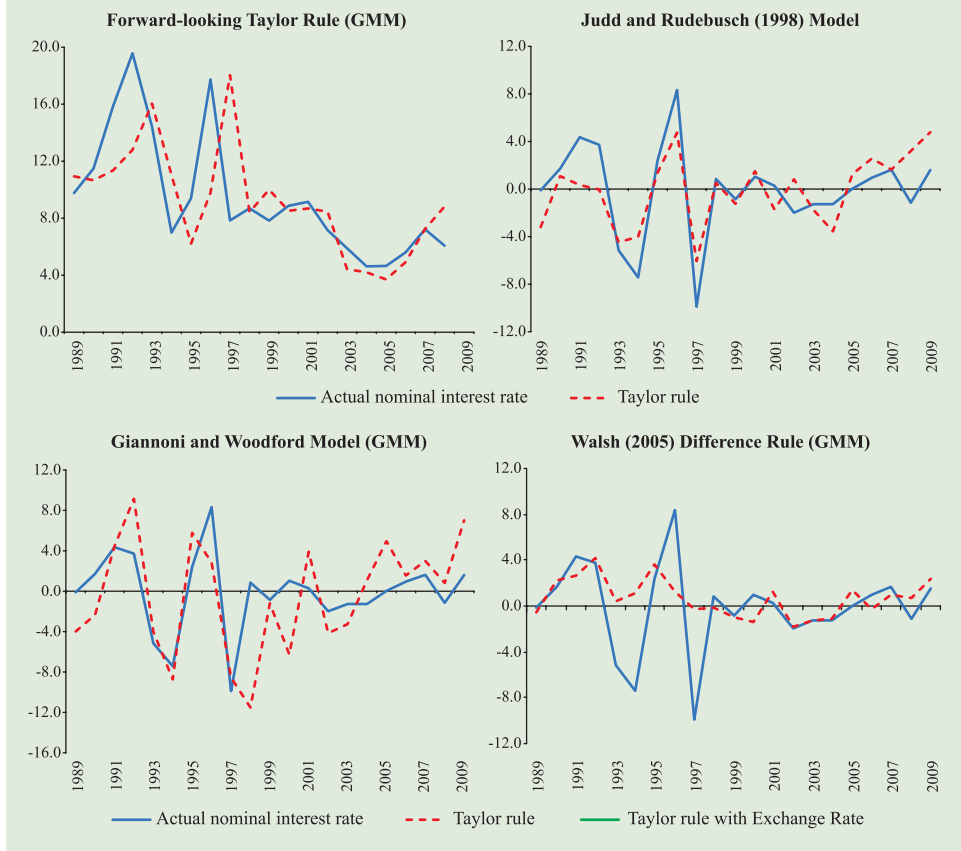 Forward-looking Taylor Rule (GMM)
20.0
16.0
12.0
8.0
4.0
0.0
1989 1991 1993 1995 1997 1999 2001 2003 2005 2007 2009
Judd and Rudebusch (1998) Model
12.0
8.0
4.0
0.0
-4.0
-8.0
-12.0
1989 1991 1993 1995 1997 1999 2001 2003 2005 2007 2009
Actual nominal interest rate Taylor rule
Giannoni and Woodford Model (GMM)
12.0
8.0
4.0
0.0
-4.0
-8.0
-12.0
-16.0
1989 1991 1993 1995 1997 1999 2001 2003 2005 2007 2009
Walsh (2005) Difference Rule (GMM)
12.0
8.0
4.0
0.0
-4.0
-8.0
-12.0
1989 1991 1993 1995 1997 1999 2001 2003 2005 2007 2009
Actual nominal interest rate Taylor rule Taylor rule with Exchange Rate